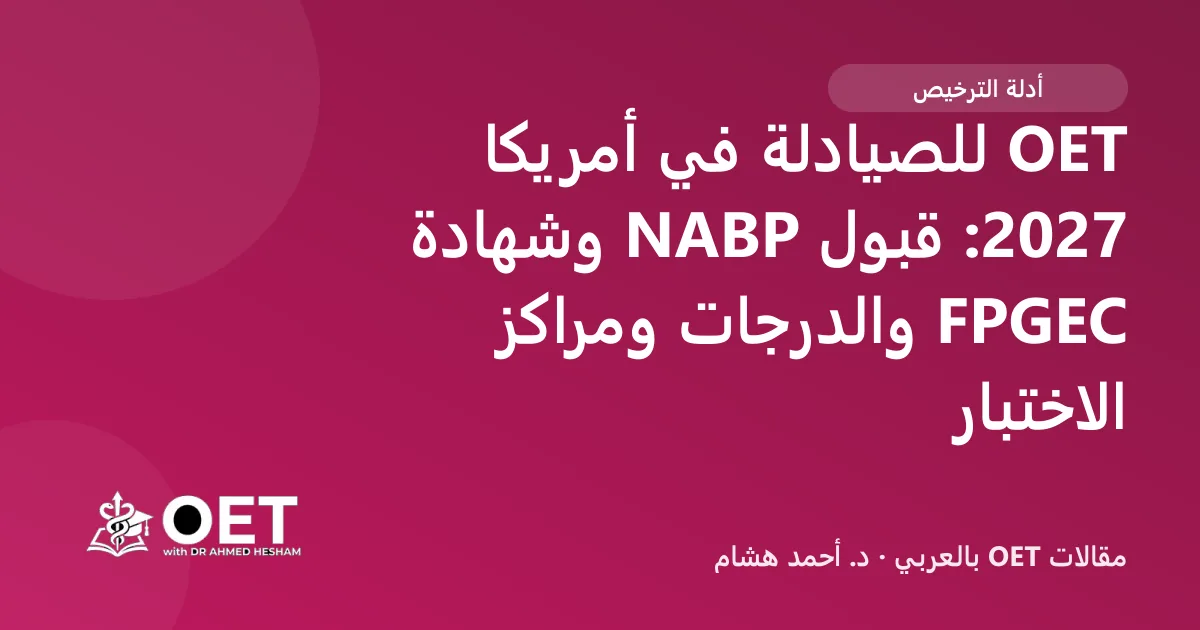 أدلة الترخيص
OET للصيادلة في أمريكا
2027: قبول NABP وشهادة
FPGEC والدرجات ومراكز
الاختبار
OET
with DR AHMED HESHAM
مقالات OET بالعربي · د. أحمد هشام